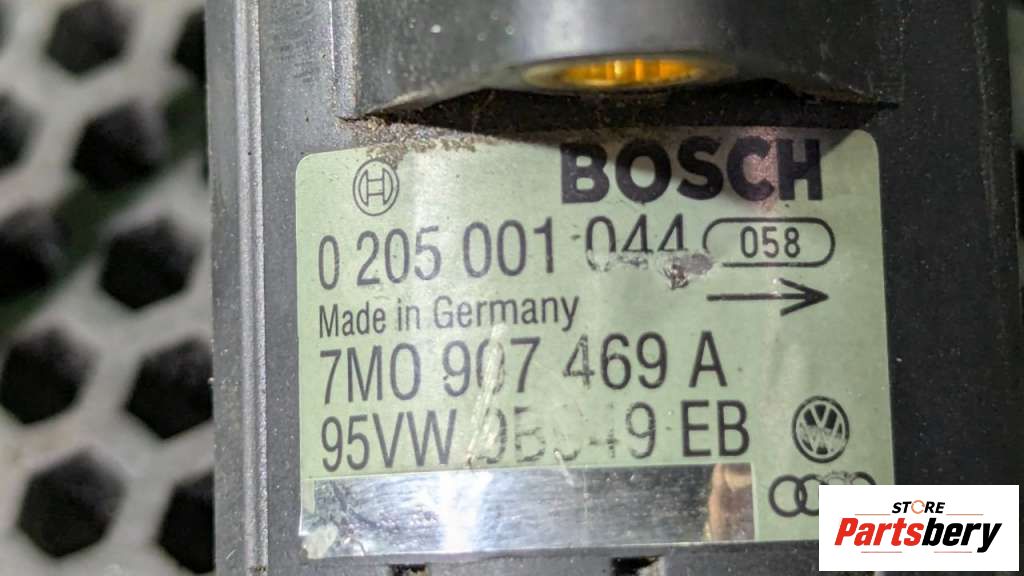 BOSCH
0 205 001 044 058
Made in Germany
7M0 907 469 A
95VW EB
STORE
Partsbery